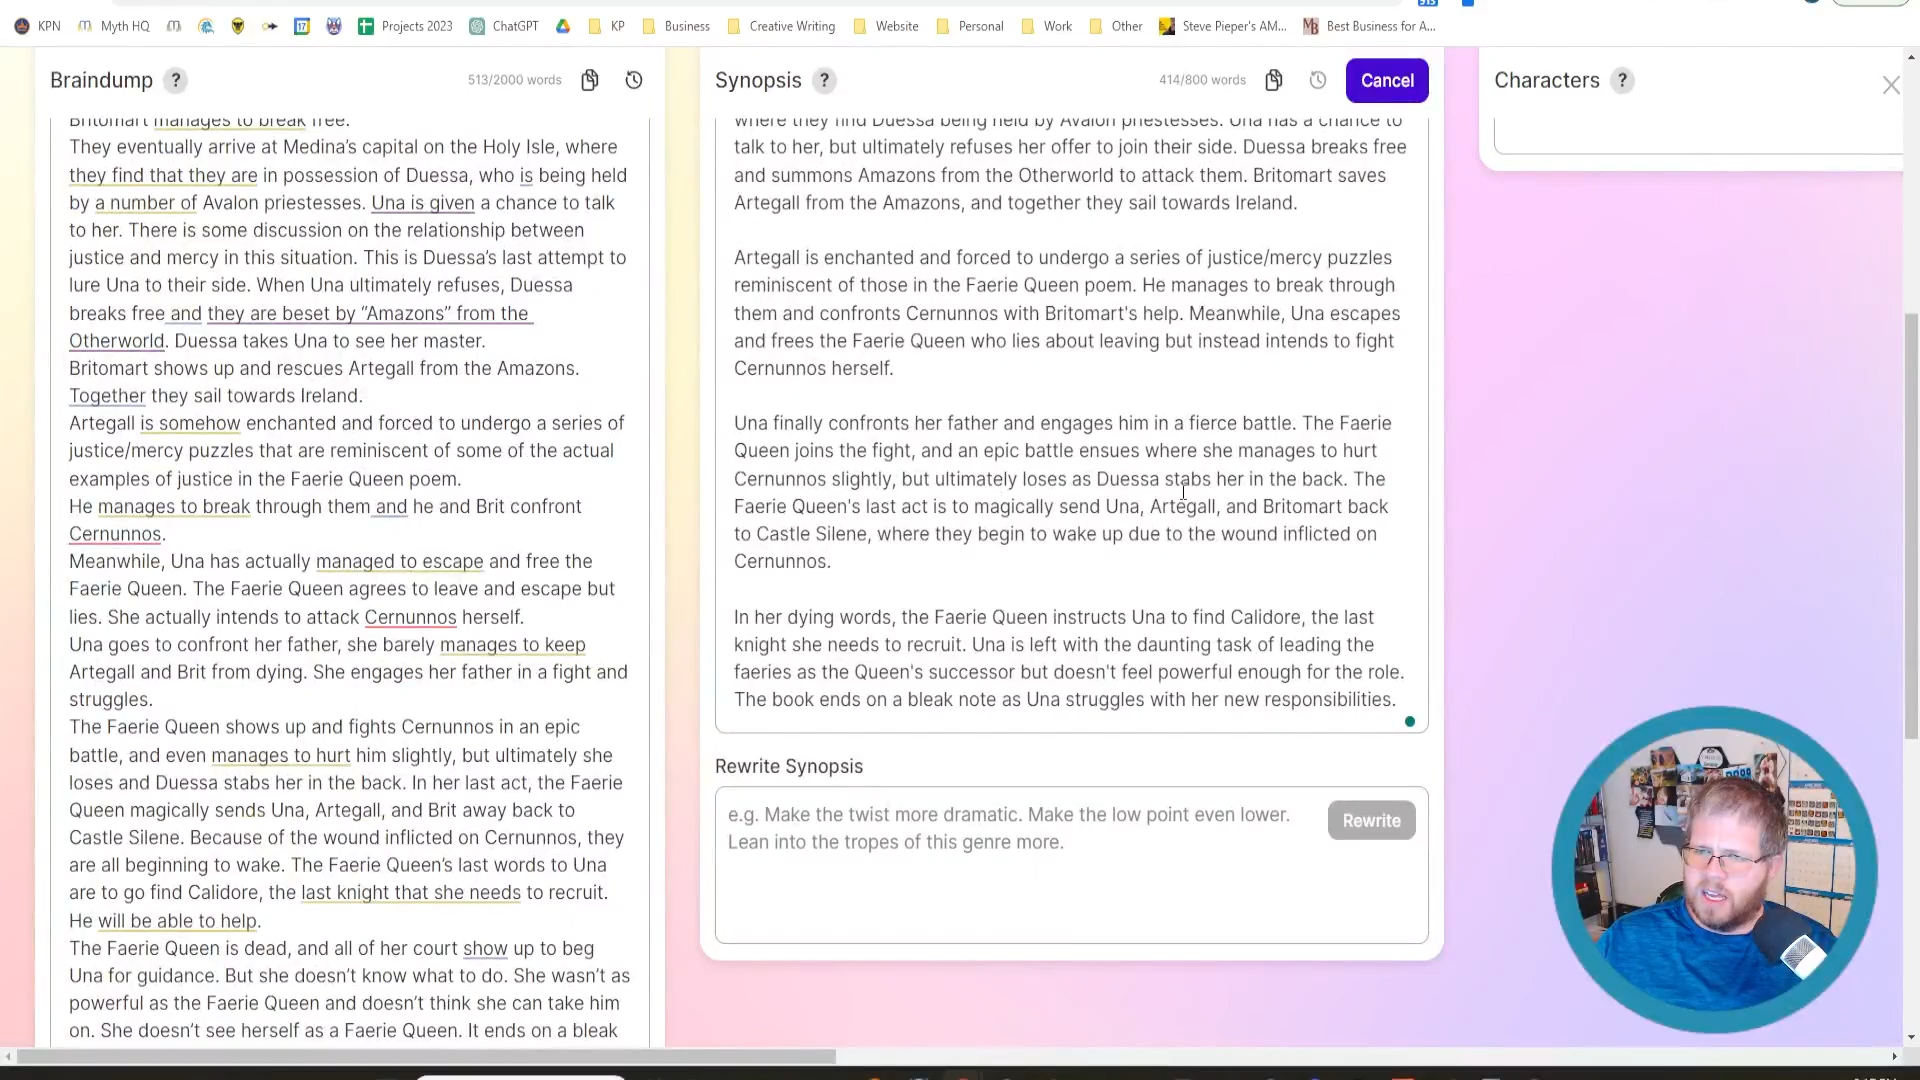 KPN
Myth HQ
17
Projects 2023
ChatGPT
KP
Business
Creative Writing
Website
Personal
Work
Other
Steve Pieper's AM...
MB
Best Business for A...
Braindump ?
513/2000 words
Britomart manages to break free.
They eventually arrive at Medina's capital on the Holy Isle, where
they find that they are in possession of Duessa, who is being held
by a number of Avalon priestesses. Una is given a chance to talk
to her. There is some discussion on the relationship between
justice and mercy in this situation. This is Duessa's last attempt to
lure Una to their side. When Una ultimately refuses, Duessa
breaks free and they are beset by “Amazons” from the
Otherworld. Duessa takes Una to see her master.
Britomart shows up and rescues Artegall from the Amazons.
Together they sail towards Ireland.
Artegall is somehow enchanted and forced to undergo a series of
justice/mercy puzzles that are reminiscent of some of the actual
examples of justice in the Faerie Queen poem.
He manages to break through them and he and Brit confront
Cernunnos.
Meanwhile, Una has actually managed to escape and free the
Faerie Queen. The Faerie Queen agrees to leave and escape but
lies. She actually intends to attack Cernunnos herself.
Una goes to confront her father, she barely manages to keep
Artegall and Brit from dying. She engages her father in a fight and
struggles.
The Faerie Queen shows up and fights Cernunnos in an epic
battle, and even manages to hurt him slightly, but ultimately she
loses and Duessa stabs her in the back. In her last act, the Faerie
Queen magically sends Una, Artegall, and Brit away back to
Castle Silene. Because of the wound inflicted on Cernunnos, they
are all beginning to wake. The Faerie Queen's last words to Una
are to go find Calidore, the last knight that she needs to recruit.
He will be able to help.
The Faerie Queen is dead, and all of her court show up to beg
Una for guidance. But she doesn't know what to do. She wasn't as
powerful as the Faerie Queen and doesn't think she can take him
on. She doesn't see herself as a Faerie Queen. It ends on a bleak
Synopsis ?
414/800 words
Cancel
where they find Duessa being held by Avalon priestesses. Una has a chance to
talk to her, but ultimately refuses her offer to join their side. Duessa breaks free
and summons Amazons from the Otherworld to attack them. Britomart saves
Artegall from the Amazons, and together they sail towards Ireland.
Artegall is enchanted and forced to undergo a series of justice/mercy puzzles
reminiscent of those in the Faerie Queen poem. He manages to break through
them and confronts Cernunnos with Britomart's help. Meanwhile, Una escapes
and frees the Faerie Queen who lies about leaving but instead intends to fight
Cernunnos herself.
Una finally confronts her father and engages him in a fierce battle. The Faerie
Queen joins the fight, and an epic battle ensues where she manages to hurt
Cernunnos slightly, but ultimately loses as Duessa stabs her in the back. The
Faerie Queen's last act is to magically send Una, Artegall, and Britomart back
to Castle Silene, where they begin to wake up due to the wound inflicted on
Cernunnos.
In her dying words, the Faerie Queen instructs Una to find Calidore, the last
knight she needs to recruit. Una is left with the daunting task of leading the
faeries as the Queen's successor but doesn't feel powerful enough for the role.
The book ends on a bleak note as Una struggles with her new responsibilities.
Rewrite Synopsis
e.g. Make the twist more dramatic. Make the low point even lower.
Lean into the tropes of this genre more.
Rewrite
Characters ?